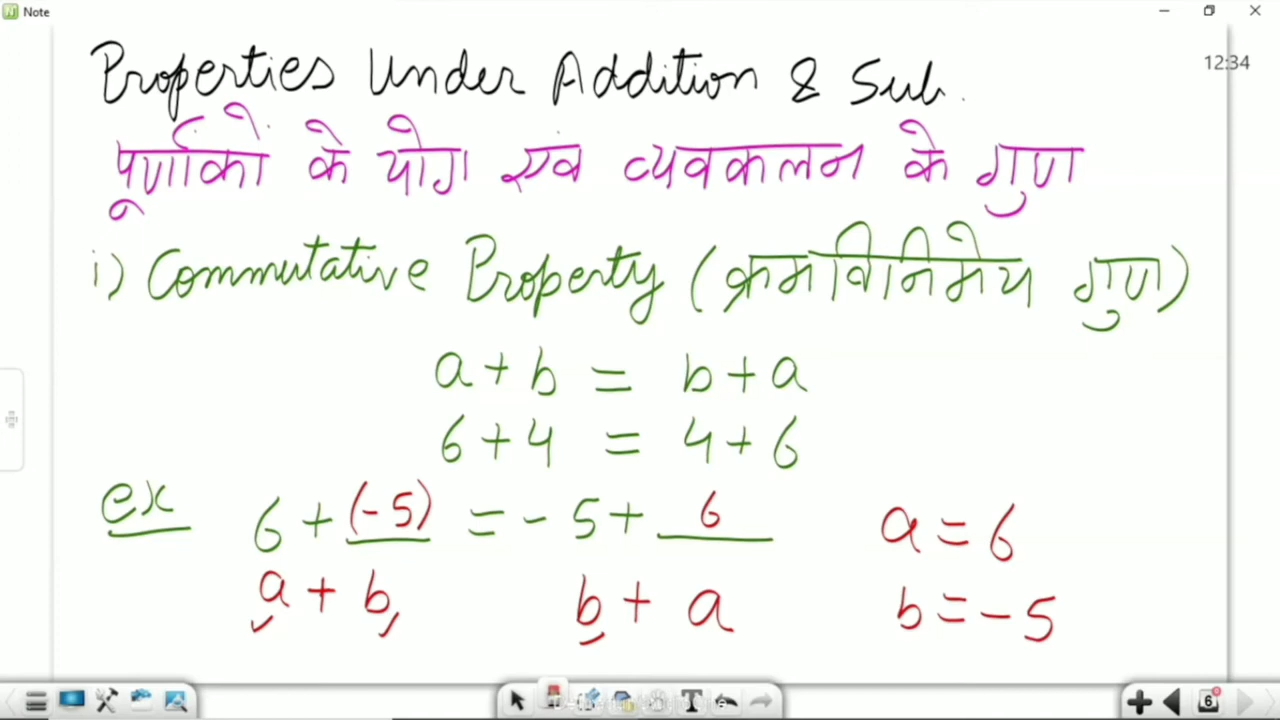 Note
12:34
Properties Under Addition & Sub.
पूर्णांकों के योग एवं व्यवकलन के गुण
i) Commutative Property (क्रमविनिमेय गुण)
a + b = b + a
6 + 4 = 4 + 6
ex 6 + (-5) = - 5 + 6 a = 6
a + b, b + a b = - 5
6